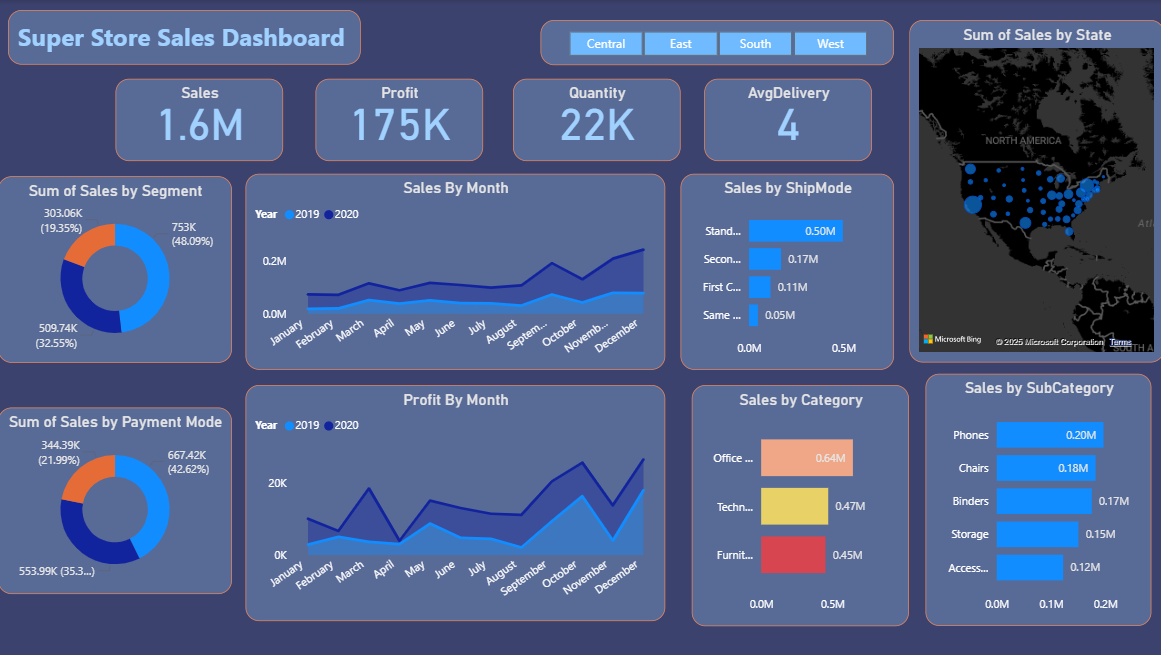 Super Store Sales Dashboard
Central East South West
Sales
1.6M
Profit
175K
Quantity
22K
AvgDelivery
4
Sum of Sales by State
NORTH AMERICA
Atl
Microsoft Bing
© 2025 Microsoft Corporation Terms
SOUTH A
Sum of Sales by Segment
303.06K
(19.35%)
753K
(48.09%)
509.74K
(32.55%)
Sales By Month
Year 2019 2020
0.2M
0.0M
January February March April May June July August Septem... October Novemb... December
Sales by ShipMode
Stand... 0.50M
Secon... 0.17M
First C... 0.11M
Same ... 0.05M
0.0M 0.5M
Sum of Sales by Payment Mode
344.39K
(21.99%)
667.42K
(42.62%)
553.99K (35.3...)
Profit By Month
Year 2019 2020
20K
0K
January February March April May June July August September October November December
Sales by Category
Office ... 0.64M
Techn... 0.47M
Furnit... 0.45M
0.0M 0.5M
Sales by SubCategory
Phones 0.20M
Chairs 0.18M
Binders 0.17M
Storage 0.15M
Access... 0.12M
0.0M 0.1M 0.2M